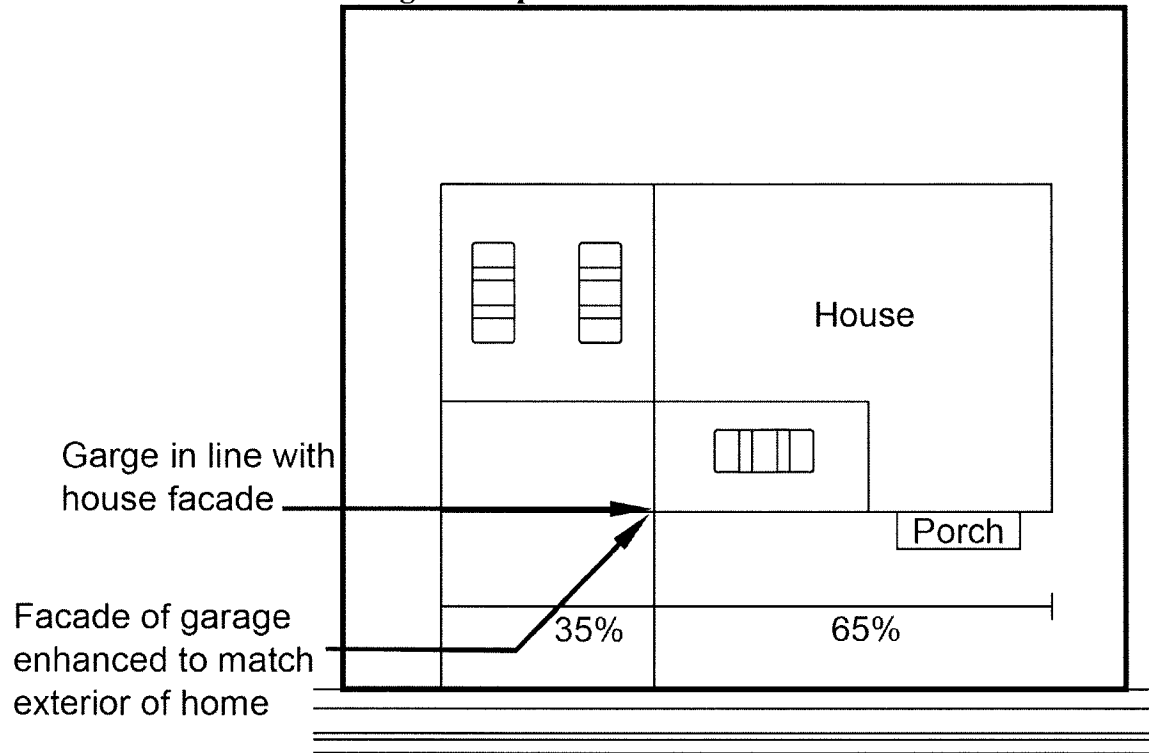 House
Garge in line with
house facade
Porch
Facade of garage
enhanced to match
exterior of home
35%
65%